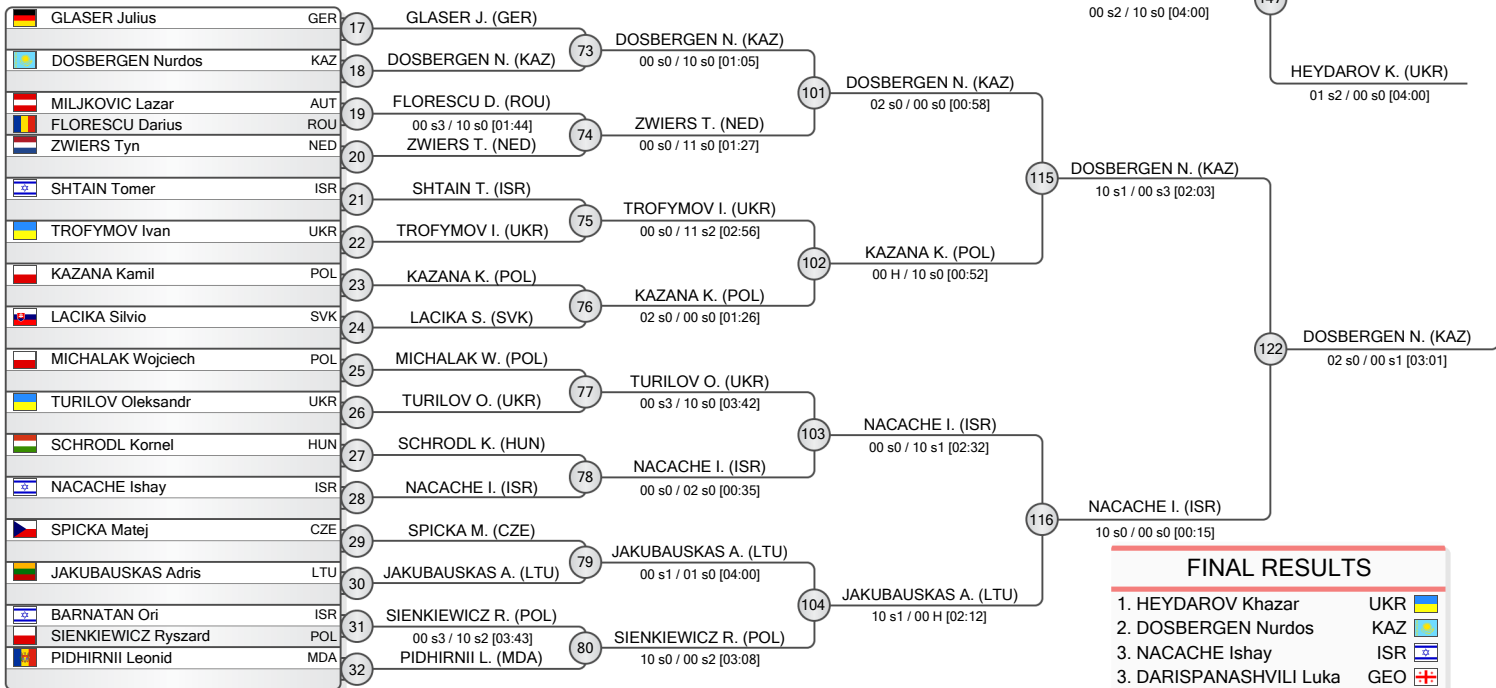 GLASER Julius GER
DOSBERGEN Nurdos KAZ
MILJKOVIC Lazar AUT
FLORESCU Darius ROU
ZWIERS Tyn NED
SHTAIN Tomer ISR
TROFYMOV Ivan UKR
KAZANA Kamil POL
LACIKA Silvio SVK
MICHALAK Wojciech POL
TURILOV Oleksandr UKR
SCHRODL Kornel HUN
NACACHE Ishay ISR
SPICKA Matej CZE
JAKUBAUSKAS Adris LTU
BARNATAN Ori ISR
SIENKIEWICZ Ryszard POL
PIDHIRNII Leonid MDA
17
18
19
20
21
22
23
24
25
26
27
28
29
30
31
32
GLASER J. (GER)
DOSBERGEN N. (KAZ)
FLORESCU D. (ROU)
00 s3 / 10 s0 [01:44]
ZWIERS T. (NED)
SHTAIN T. (ISR)
TROFYMOV I. (UKR)
KAZANA K. (POL)
LACIKA S. (SVK)
MICHALAK W. (POL)
TURILOV O. (UKR)
SCHRODL K. (HUN)
NACACHE I. (ISR)
SPICKA M. (CZE)
JAKUBAUSKAS A. (LTU)
SIENKIEWICZ R. (POL)
00 s3 / 10 s2 [03:43]
PIDHIRNII L. (MDA)
73
74
75
76
77
78
79
80
DOSBERGEN N. (KAZ)
00 s0 / 10 s0 [01:05]
ZWIERS T. (NED)
00 s0 / 11 s0 [01:27]
TROFYMOV I. (UKR)
00 s0 / 11 s2 [02:56]
KAZANA K. (POL)
02 s0 / 00 s0 [01:26]
TURILOV O. (UKR)
00 s3 / 10 s0 [03:42]
NACACHE I. (ISR)
00 s0 / 02 s0 [00:35]
JAKUBAUSKAS A. (LTU)
00 s1 / 01 s0 [04:00]
SIENKIEWICZ R. (POL)
10 s0 / 00 s2 [03:08]
101
102
103
104
DOSBERGEN N. (KAZ)
02 s0 / 00 s0 [00:58]
KAZANA K. (POL)
00 H / 10 s0 [00:52]
NACACHE I. (ISR)
00 s0 / 10 s1 [02:32]
JAKUBAUSKAS A. (LTU)
10 s1 / 00 H [02:12]
115
116
00 s2 / 10 s0 [04:00]
DOSBERGEN N. (KAZ)
10 s1 / 00 s3 [02:03]
NACACHE I. (ISR)
10 s0 / 00 s0 [00:15]
HEYDAROV K. (UKR)
01 s2 / 00 s0 [04:00]
122
DOSBERGEN N. (KAZ)
02 s0 / 00 s1 [03:01]
FINAL RESULTS
1. HEYDAROV Khazar UKR
2. DOSBERGEN Nurdos KAZ
3. NACACHE Ishay ISR
3. DARISPANASHVILI Luka GEO